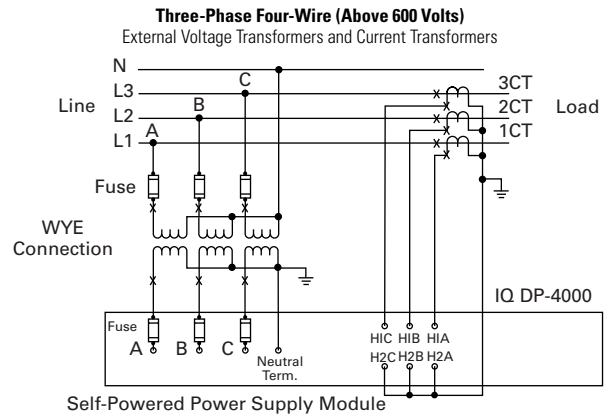 Three-Phase Four-Wire (Above 600 Volts)
External Voltage Transformers and Current Transformers
N
L3
C
3CT
Line
L2
B
2CT
Load
L1
A
1CT
Fuse
WYE
Connection
IQ DP-4000
Fuse
A
B
C
Neutral
Term.
HIC HIB HIA
H2C H2B H2A
Self-Powered Power Supply Module